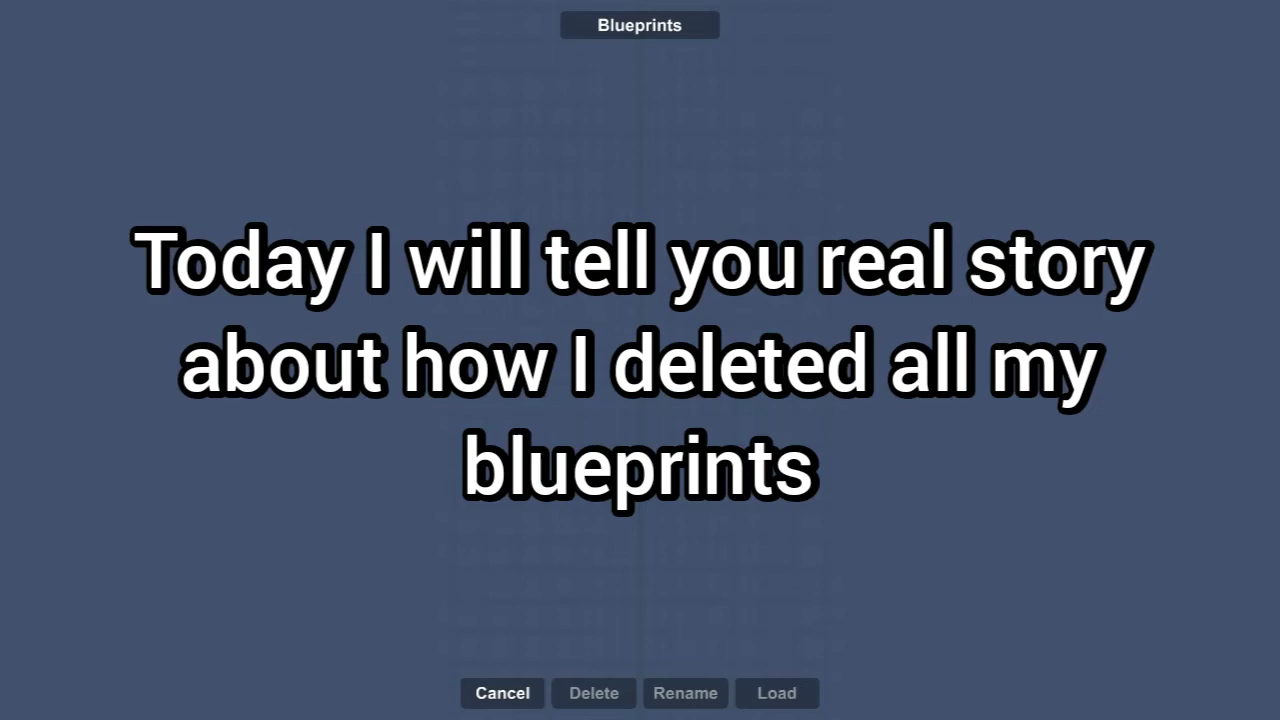 Blueprints
Today I will tell you real story
about how I deleted all my
blueprints
Cancel Delete Rename Load